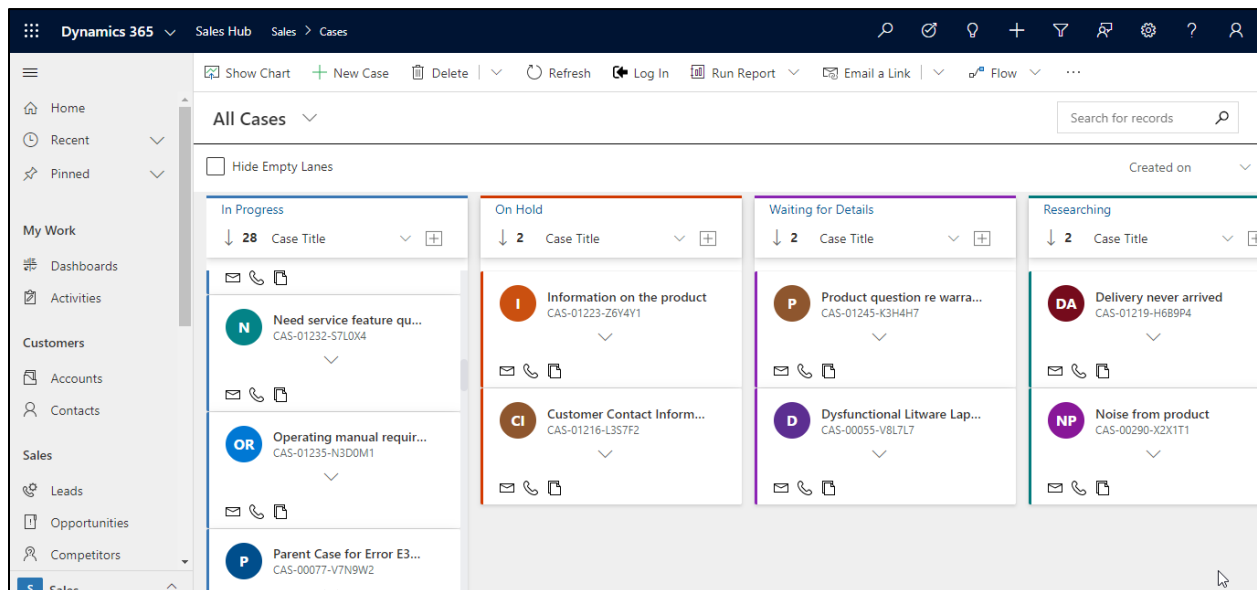 Dynamics 365 Sales Hub Sales > Cases
Show Chart New Case Delete Refresh Log In Run Report Email a Link Flow ...
Home
Recent
Pinned
My Work
Dashboards
Activities
Customers
Accounts
Contacts
Sales
Leads
Opportunities
Competitors
S Sales
All Cases
Search for records
Hide Empty Lanes
Created on
In Progress
28 Case Title
N
Need service feature qu...
CAS-01232-S7L0X4
OR
Operating manual requir...
CAS-01235-N3D0M1
P
Parent Case for Error E3...
CAS-00077-V7N9W2
On Hold
2 Case Title
I
Information on the product
CAS-01223-Z6Y4Y1
CI
Customer Contact Inform...
CAS-01216-L3S7F2
Waiting for Details
2 Case Title
P
Product question re warra...
CAS-01245-K3H4H7
D
Dysfunctional Litware Lap...
CAS-00055-V8L7L7
Researching
2 Case Title
DA
Delivery never arrived
CAS-01219-H6B9P4
NP
Noise from product
CAS-00290-X2X1T1